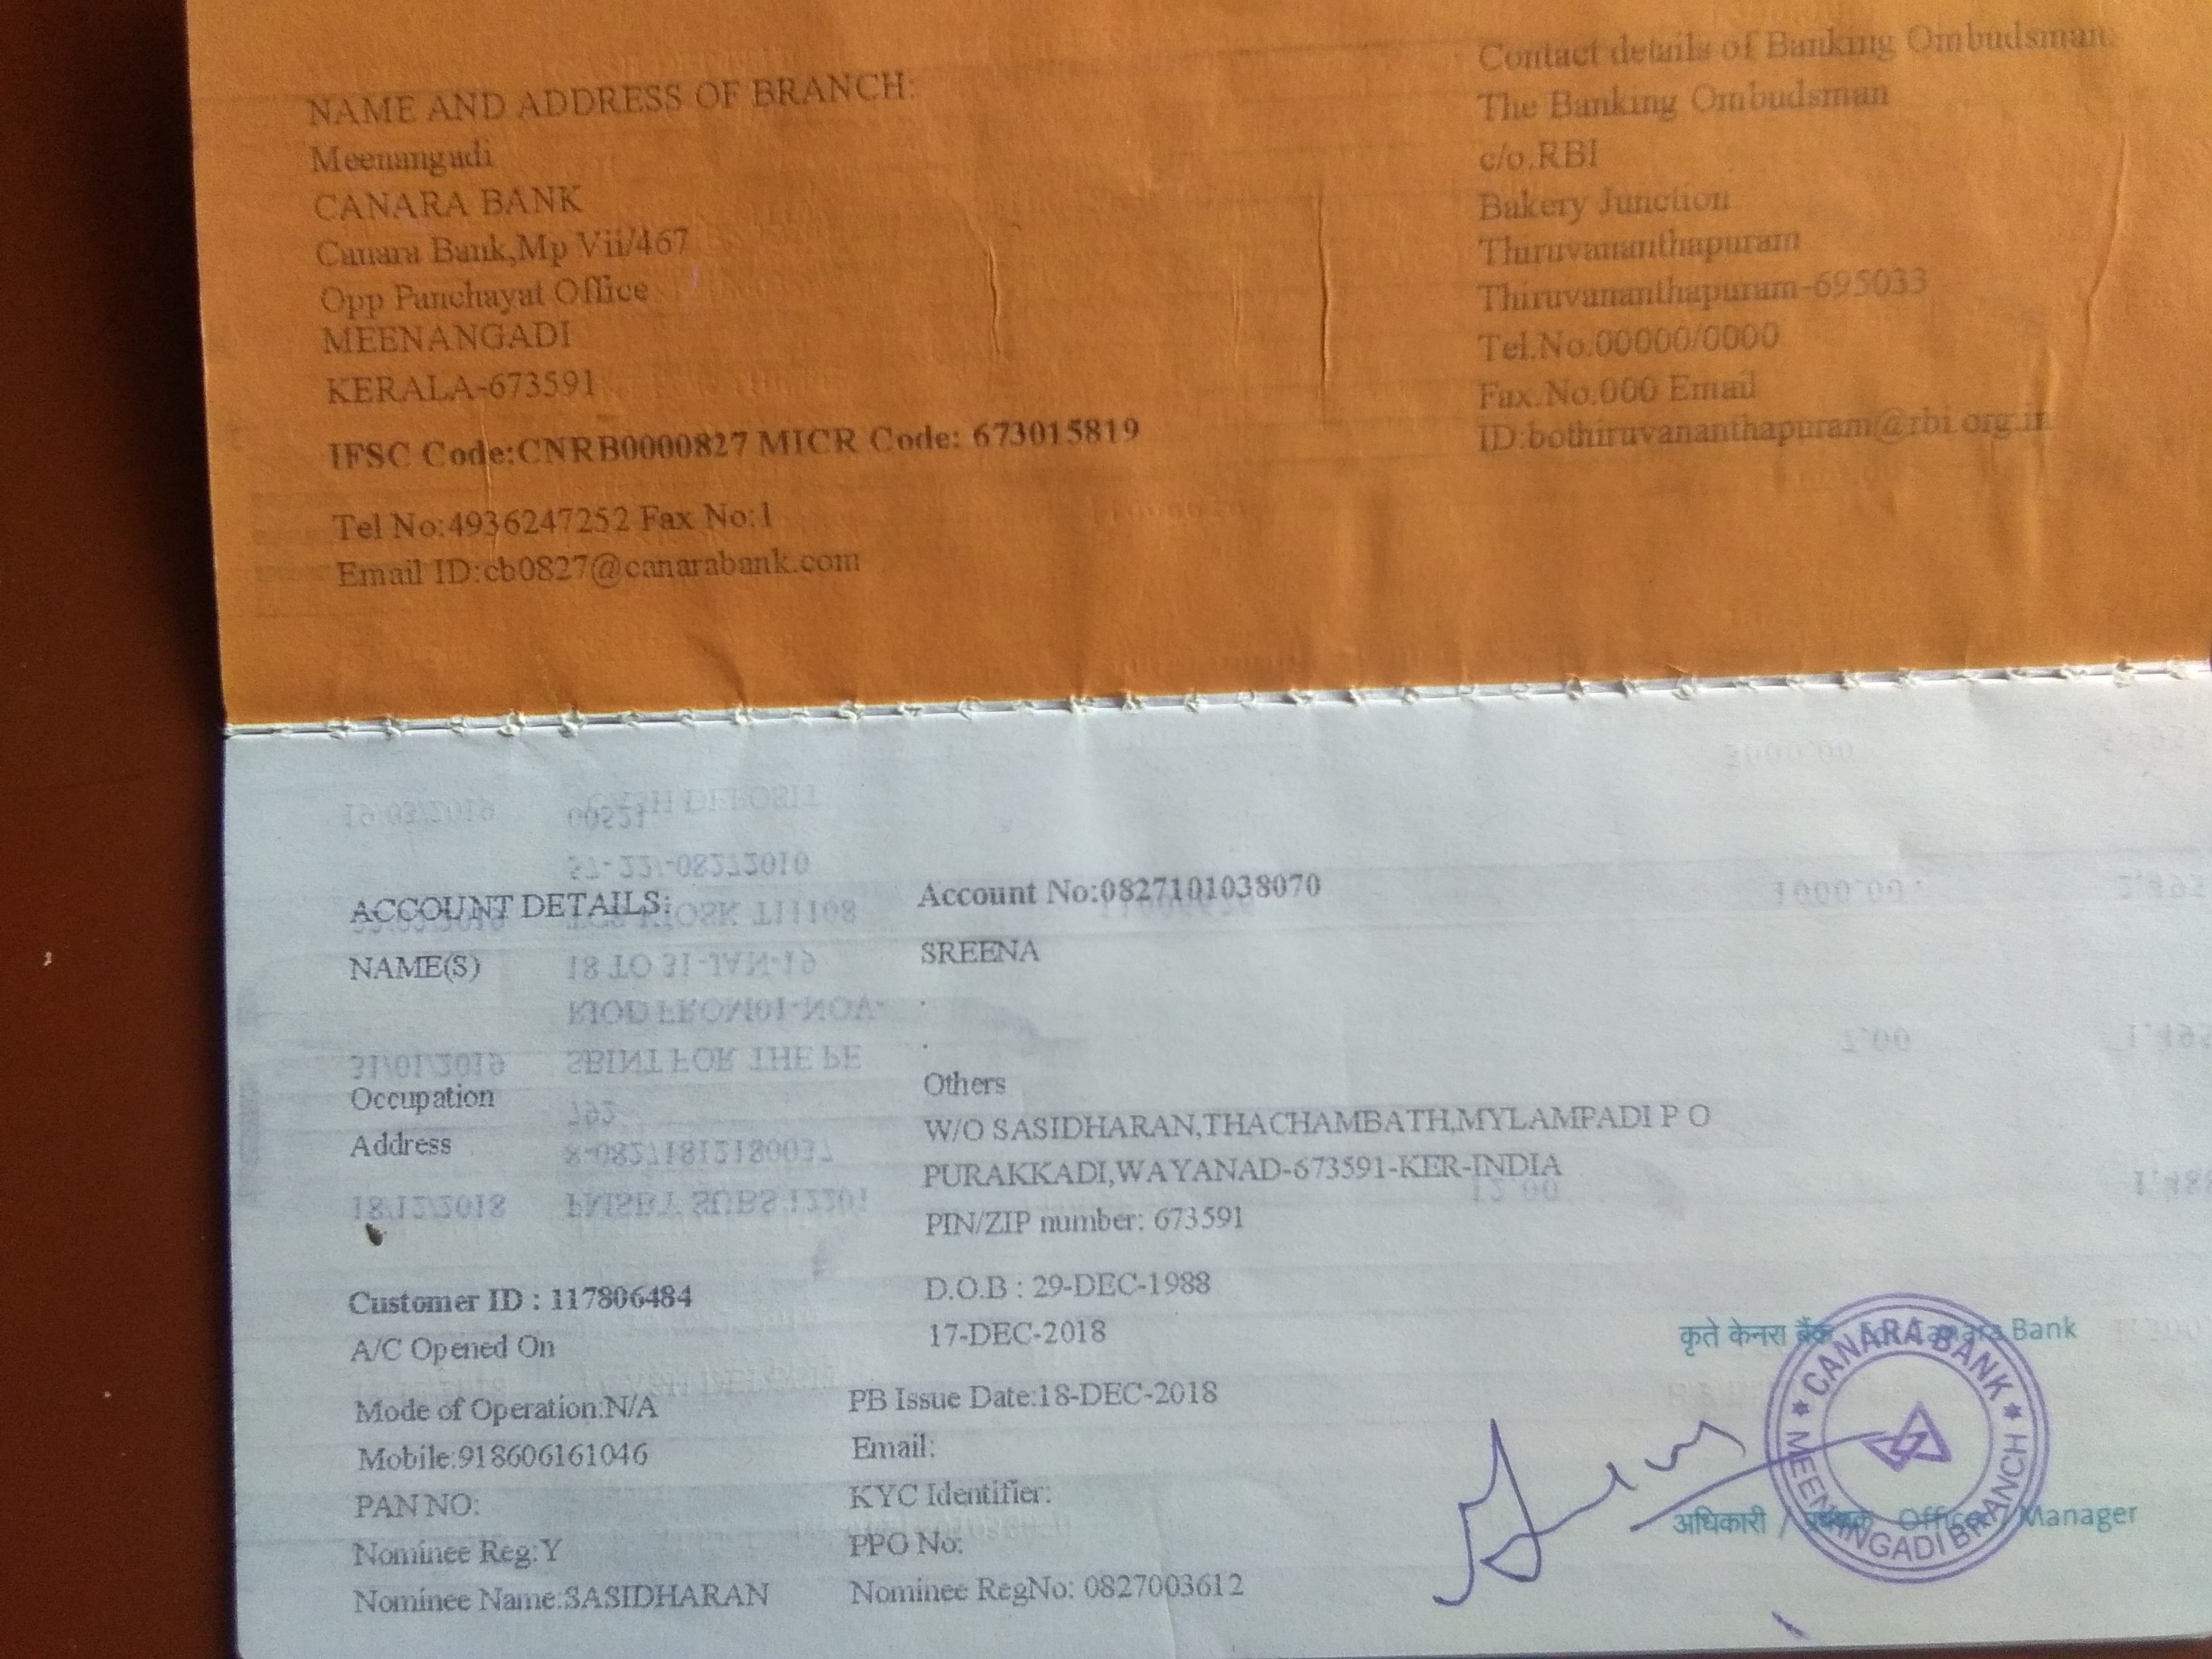 NAME AND ADDRESS OF BRANCH:
Meenangadi
CANARA BANK
Canara Bank,Mp Vii/467
Opp Panchayat Office
MEENANGADI
KERALA-673591
IFSC Code:CNRB0000827 MICR Code: 673015819
Tel No:4936247252 Fax No:1
Email ID:cb0827@canarabank.com
Contact details of Banking Ombudsman:
The Banking Ombudsman
c/o.RBI
Bakery Junction
Thiruvananthapuram
Thiruvananthapuram-695033
Tel.No.00000/0000
Fax.No.000 Email
ID:bothiruvananthapuram@rbi.org.in
ACCOUNT DETAILS: Account No:0827101038070
NAME(S) SREENA
Occupation Others
Address W/O SASIDHARAN,THACHAMBATH,MYLAMPADI P O
PURAKKADI,WAYANAD-673591-KER-INDIA
PIN/ZIP number: 673591
Customer ID : 117806484 D.O.B : 29-DEC-1988
A/C Opened On 17-DEC-2018
Mode of Operation:N/A PB Issue Date:18-DEC-2018
Mobile:918606161046 Email:
PAN NO: KYC Identifier:
Nominee Reg:Y PPO No:
Nominee Name:SASIDHARAN Nominee RegNo: 0827003612
कृते केनरा बैंक For Canara Bank
CANARA BANK
MEENANGADI BRANCH
अधिकारी / प्रबंधक Officer / Manager